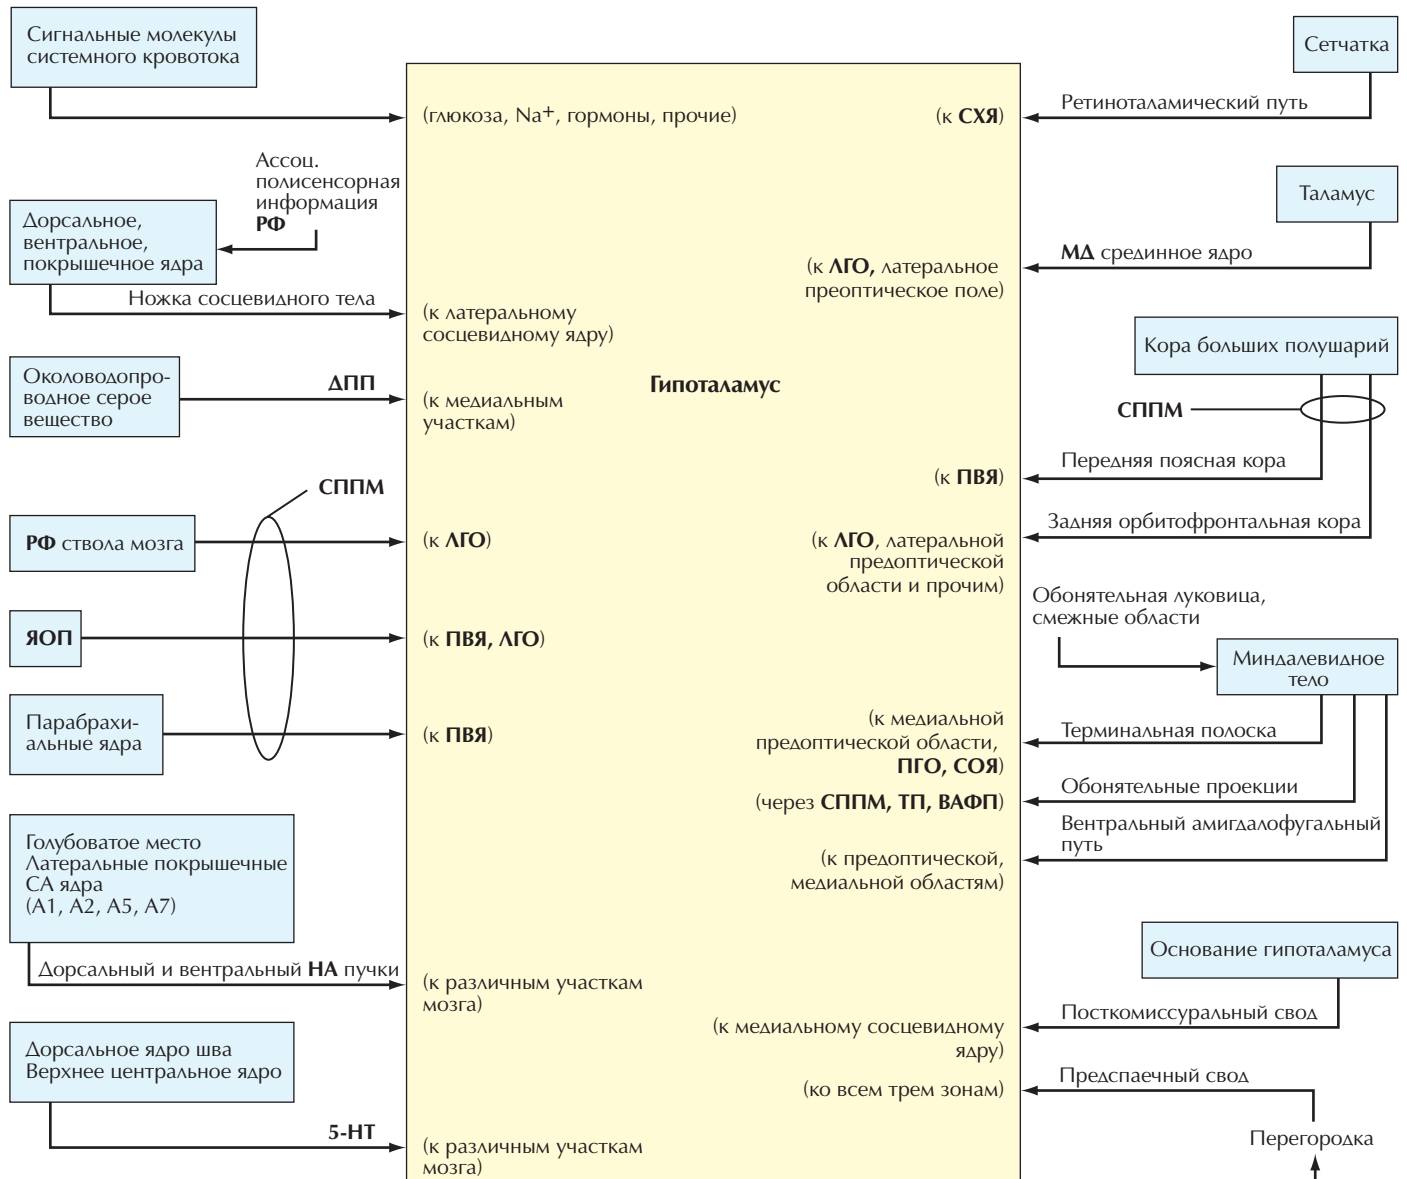 Сигнальные молекулы
системного кровотока
(глюкоза, Na+, гормоны, прочие)
Ассоц.
полисенсорная
информация
РФ
Дорсальное,
вентральное,
покрышечное ядра
Ножка сосцевидного тела
(к латеральному
сосцевидному ядру)
Околоводопро-
водное серое
вещество
ДПП
(к медиальным
участкам)
СППМ
РФ ствола мозга
(к ЛГО)
ЯОП
(к ПВЯ, ЛГО)
Парабрахи-
альные ядра
(к ПВЯ)
Голубоватое место
Латеральные покрышечные
СА ядра
(А1, А2, А5, А7)
Дорсальный и вентральный НА пучки
(к различным участкам
мозга)
Дорсальное ядро шва
Верхнее центральное ядро
5-НТ
(к различным участкам
мозга)
Гипоталамус
Сетчатка
Ретиноталамический путь
(к СХЯ)
Таламус
МД срединное ядро
(к ЛГО, латеральное
преоптическое поле)
Кора больших полушарий
СППМ
Передняя поясная кора
(к ПВЯ)
Задняя орбитофронтальная кора
(к ЛГО, латеральной
предоптической
области и прочим)
Обонятельная луковица,
смежные области
Миндалевидное
тело
Терминальная полоска
(к медиальной
предоптической области,
ПГО, СОЯ)
Обонятельные проекции
(через СППМ, ТП, ВАФП)
Вентральный амигдалофугальный
путь
(к предоптической,
медиальной областям)
Основание гипоталамуса
Посткомиссуральный свод
(к медиальному сосцевидному
ядру)
Предспаечный свод
(ко всем трем зонам)
Перегородка